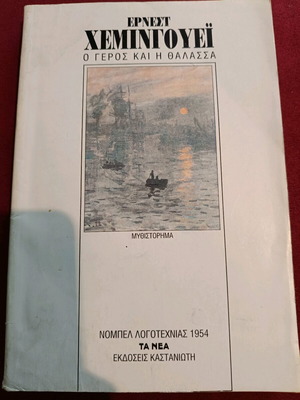 ΕΡΝΕΣΤ
ΧΕΜΙΝΓΟΥΕΪ
Ο ΓΕΡΟΣ ΚΑΙ Η ΘΑΛΑΣΣΑ
ΜΥΘΙΣΤΟΡΗΜΑ
ΝΟΜΠΕΛ ΛΟΓΟΤΕΧΝΙΑΣ 1954
ΤΑ ΝΕΑ
ΕΚΔΟΣΕΙΣ ΚΑΣΤΑΝΙΩΤΗ